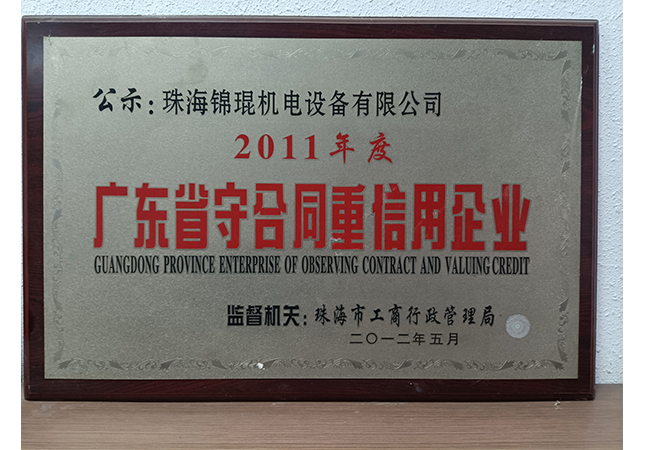 公示：珠海锦琨机电设备有限公司
2011年度
广东省守合同重信用企业
GUANGDONG PROVINCE ENTERPRISE OF OBSERVING CONTRACT AND VALUING CREDIT
监督机关：珠海市工商行政管理局
二〇一二年五月